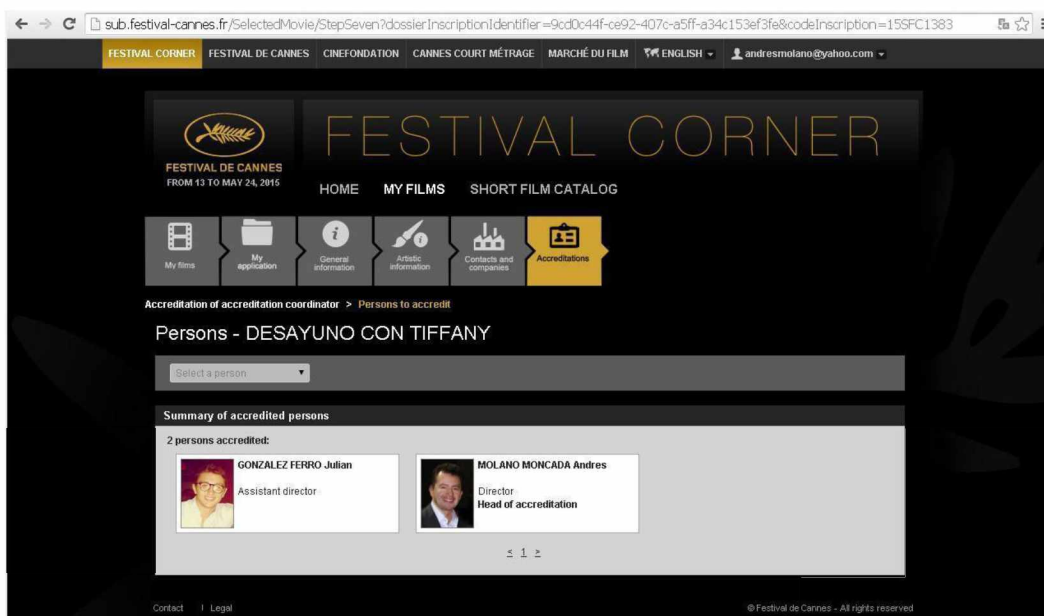 sub.festival-cannes.fr/SelectedMovie/StepSeven?dossierInscriptionIdentifier=9cd0c44f-ce92-407c-a5ff-a34c153ef3fe&codeInscription=15SFC1383
FESTIVAL CORNER FESTIVAL DE CANNES CINEFONDATION CANNES COURT MÉTRAGE MARCHÉ DU FILM ENGLISH andresmolano@yahoo.com
FESTIVAL DE CANNES
FROM 13 TO MAY 24, 2015
FESTIVAL CORNER
HOME MY FILMS SHORT FILM CATALOG
My films
My application
General information
Artistic information
Contacts and companies
Accreditations
Accreditation of accreditation coordinator > Persons to accredit
Persons - DESAYUNO CON TIFFANY
Select a person
Summary of accredited persons
2 persons accredited:
GONZALEZ FERRO Julian
Assistant director
MOLANO MONCADA Andres
Director
Head of accreditation
≤ 1 ≥
Contact | Legal
© Festival de Cannes - All rights reserved